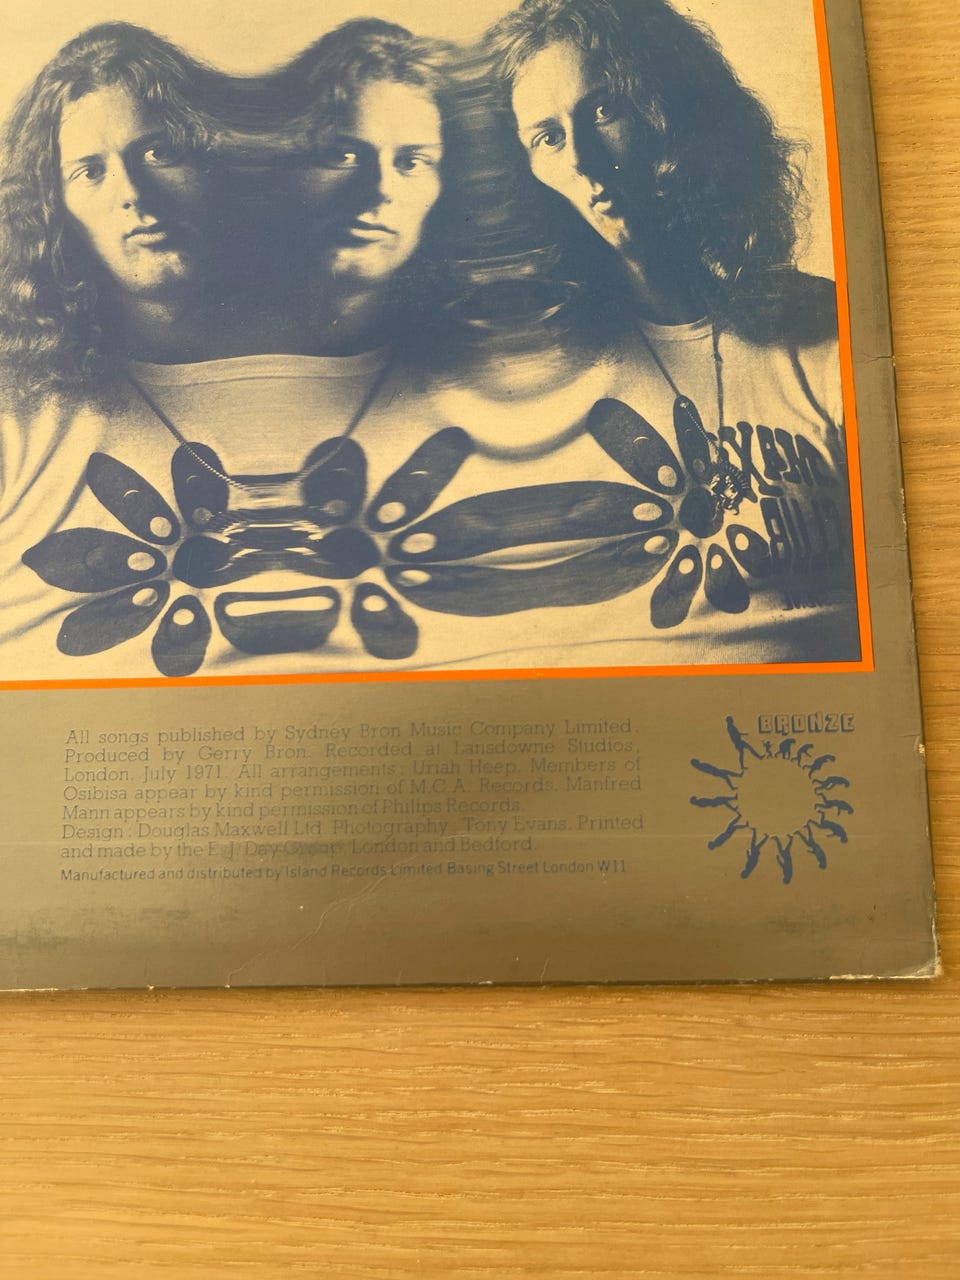 All songs published by Sydney Bron Music Company Limited.
Produced by Gerry Bron. Recorded at Lansdowne Studios,
London, July 1971. All arrangements: Uriah Heep. Members of
Osibisa appear by kind permission of M.C.A. Records. Manfred
Mann appears by kind permission of Philips Records.
Design: Douglas Maxwell Ltd. Photography: Tony Evans. Printed
and made by the E. J. Day Group, London and Bedford.
Manufactured and distributed by Island Records Limited Basing Street London W11
BRONZE